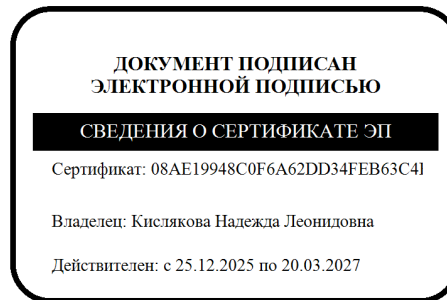 ДОКУМЕНТ ПОДПИСАН
ЭЛЕКТРОННОЙ ПОДПИСЬЮ
СВЕДЕНИЯ О СЕРТИФИКАТЕ ЭП
Сертификат: 08AE19948C0F6A62DD34FEB63C4
Владелец: Кислякова Надежда Леонидовна
Действителен: с 25.12.2025 по 20.03.2027